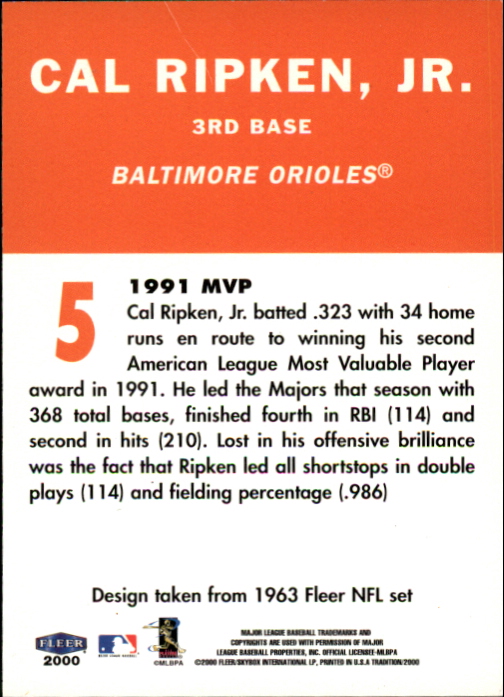 CAL RIPKEN, JR.
3RD BASE
BALTIMORE ORIOLES®
5
1991 MVP
Cal Ripken, Jr. batted .323 with 34 home
runs en route to winning his second
American League Most Valuable Player
award in 1991. He led the Majors that season with
368 total bases, finished fourth in RBI (114) and
second in hits (210). Lost in his offensive brilliance
was the fact that Ripken led all shortstops in double
plays (114) and fielding percentage (.986)
Design taken from 1963 Fleer NFL set
FLEER
2000
©MLBPA
MAJOR LEAGUE BASEBALL TRADEMARKS AND
COPYRIGHTS ARE USED WITH PERMISSION OF MAJOR
LEAGUE BASEBALL PROPERTIES, INC. OFFICIAL LICENSEE-MLBPA
©2000 FLEER/SKYBOX INTERNATIONAL LP, PRINTED IN U.S.A TRADITION/2000